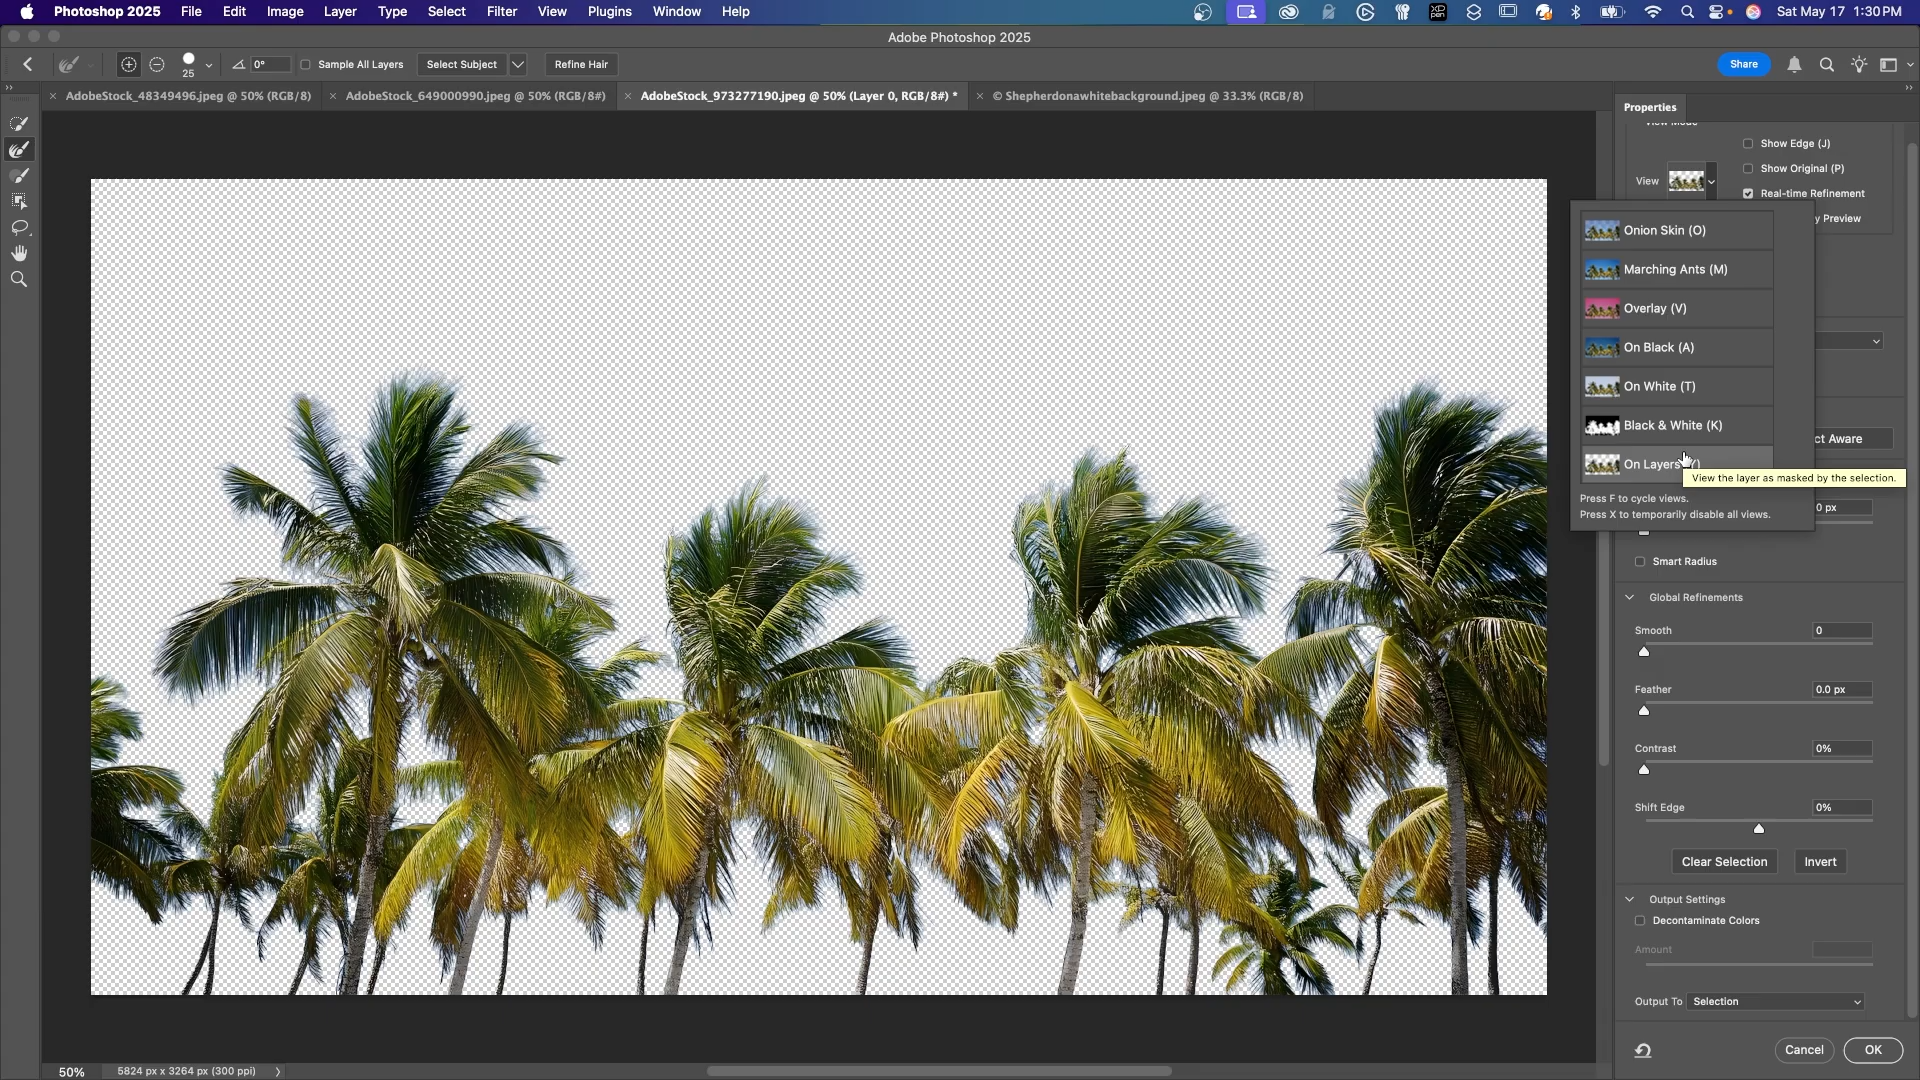 Photoshop 2025 File Edit Image Layer Type Select Filter View Plugins Window Help
Sat May 17 1:30 PM
Adobe Photoshop 2025
25 0° Sample All Layers Select Subject Refine Hair
Share
AdobeStock_48349496.jpeg @ 50% (RGB/8)
AdobeStock_649000990.jpeg @ 50% (RGB/8#)
AdobeStock_973277190.jpeg @ 50% (Layer 0, RGB/8#) *
© Shepherdonawhitebackground.jpeg @ 33.3% (RGB/8)
Properties
View Mode
Show Edge (J)
Show Original (P)
View
Real-time Refinement
y Preview
Onion Skin (O)
Marching Ants (M)
Overlay (V)
On Black (A)
On White (T)
Black & White (K)
ct Aware
On Layers
View the layer as masked by the selection.
Press F to cycle views.
Press X to temporarily disable all views.
0 px
Smart Radius
Global Refinements
Smooth 0
Feather 0.0 px
Contrast 0%
Shift Edge 0%
Clear Selection Invert
Output Settings
Decontaminate Colors
Amount
Output To Selection
Cancel OK
50% 5824 px x 3264 px (300 ppi)